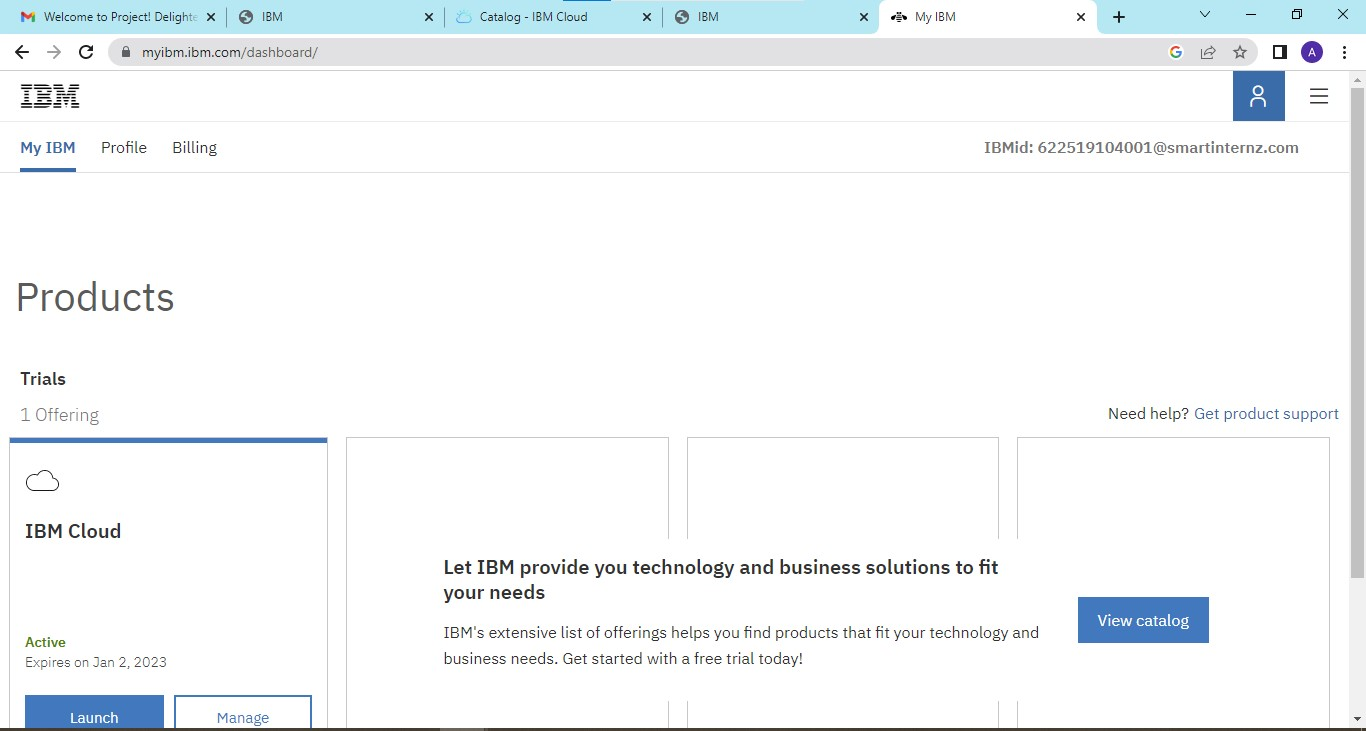 Welcome to Project! Delighte
IBM
Catalog - IBM Cloud
IBM
My IBM
myibm.ibm.com/dashboard/
G
A
IBM
My IBM
Profile
Billing
IBMid: 622519104001@smartinternz.com
Products
Trials
1 Offering
Need help? Get product support
IBM Cloud
Let IBM provide you technology and business solutions to fit
your needs
View catalog
IBM's extensive list of offerings helps you find products that fit your technology and
business needs. Get started with a free trial today!
Active
Expires on Jan 2, 2023
Launch
Manage